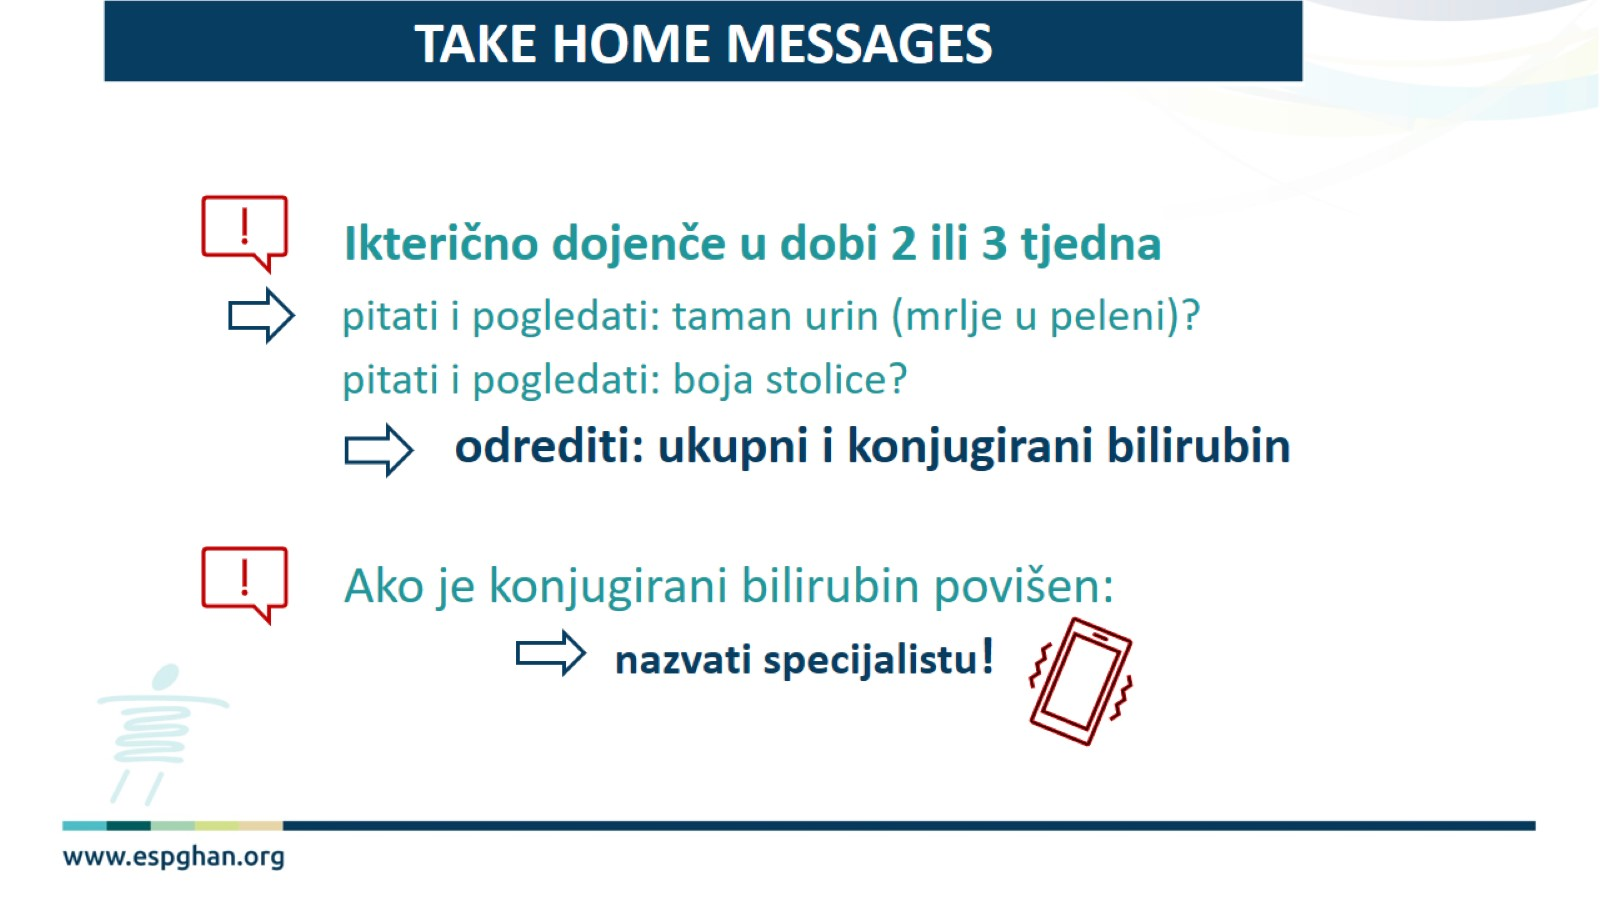 TAKE HOME MESSAGES
Ikterično dojenče u dobi 2 ili 3 tjedna
pitati i pogledati: taman urin (mrlje u peleni)?
pitati i pogledati: boja stolice?
odrediti: ukupni i konjugirani bilirubin
Ako je konjugirani bilirubin povišen:
nazvati specijalistu!
www.espghan.org